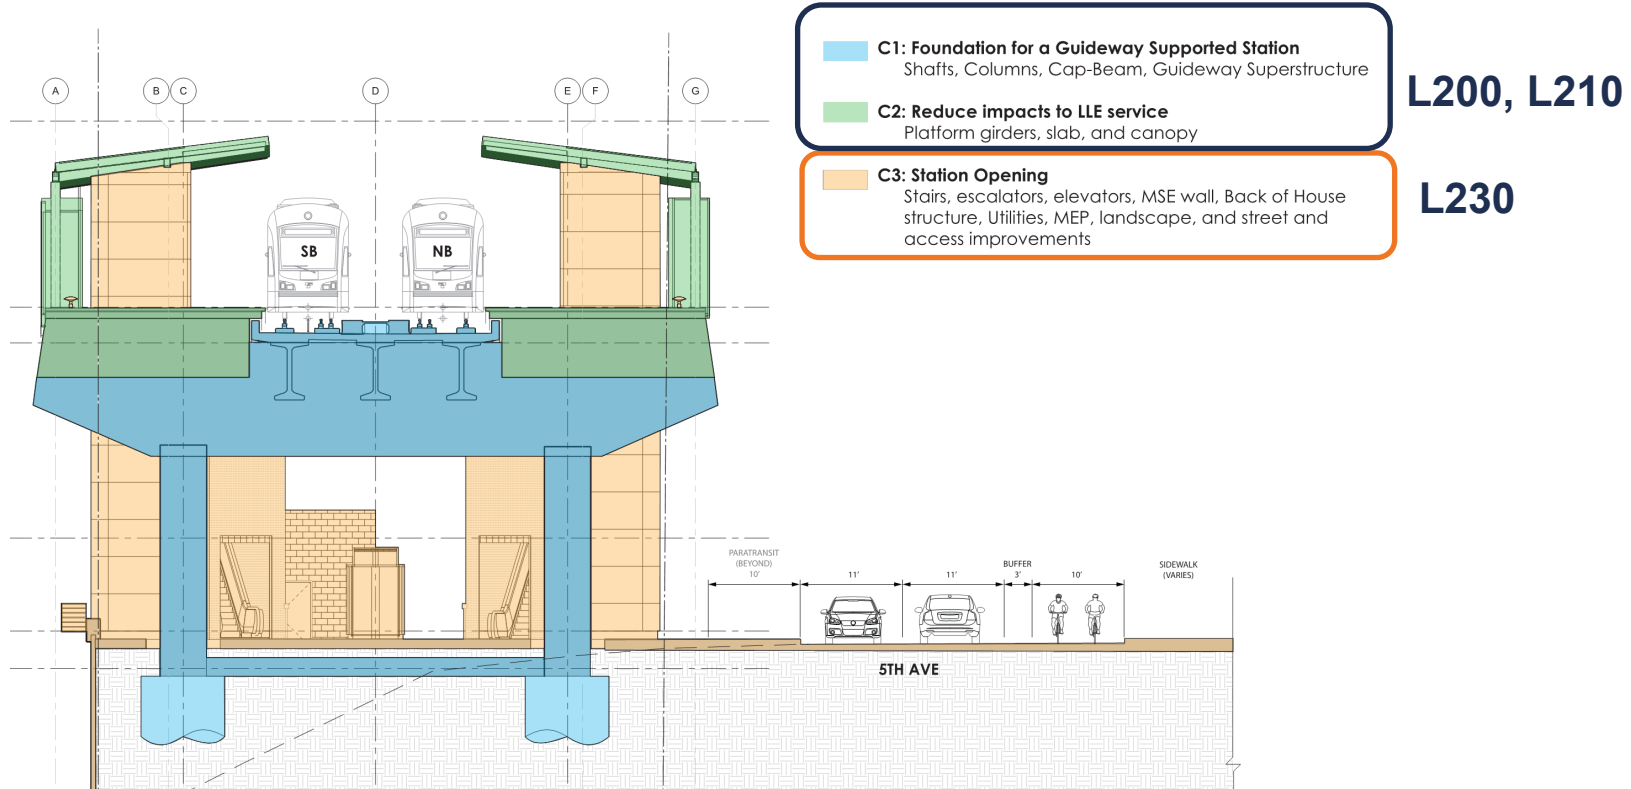 C1: Foundation for a Guideway Supported Station
Shafts, Columns, Cap-Beam, Guideway Superstructure
C2: Reduce impacts to LLE service
Platform girders, slab, and canopy
L200, L210
C3: Station Opening
Stairs, escalators, elevators, MSE wall, Back of House
structure, Utilities, MEP, landscape, and street and
access improvements
L230
A B C D E F G
SB NB
PARATRANSIT
(BEYOND)
10'
11'
11'
BUFFER
3'
10'
SIDEWALK
(VARIES)
5TH AVE